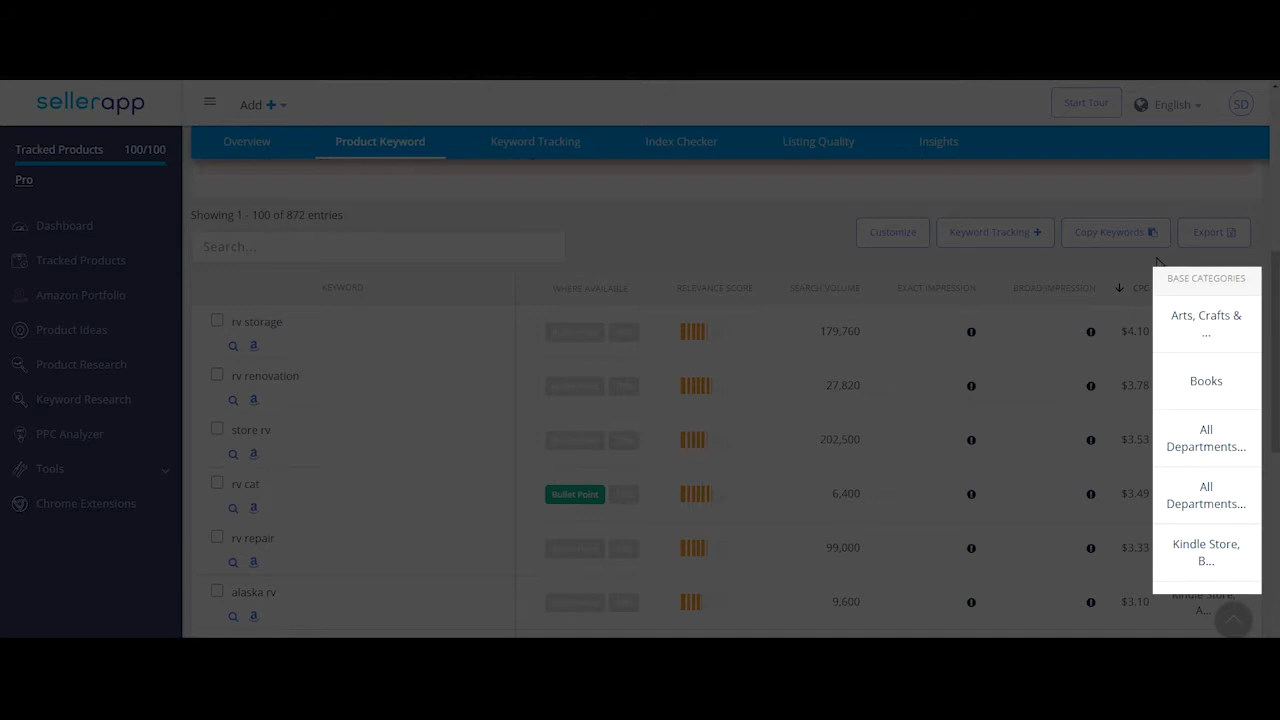 sellerapp
Add +
Start Tour
English
SD
Tracked Products 100/100
Pro
Overview
Product Keyword
Keyword Tracking
Index Checker
Listing Quality
Insights
Dashboard
Tracked Products
Amazon Portfolio
Product Ideas
Product Research
Keyword Research
PPC Analyzer
Tools
Chrome Extensions
Showing 1 - 100 of 872 entries
Search...
Customize
Keyword Tracking +
Copy Keywords
Export
KEYWORD WHERE AVAILABLE RELEVANCE SCORE SEARCH VOLUME EXACT IMPRESSION BROAD IMPRESSION CPC BASE CATEGORIES
rv storage 179,760 $4.10 Arts, Crafts &
...
rv renovation 27,820 $3.78 Books
store rv 202,500 $3.53 All
Departments...
rv cat Bullet Point 6,400 $3.49 All
Departments...
rv repair 99,000 $3.33 Kindle Store,
B...
alaska rv 9,600 $3.10 Kindle Store,
A...